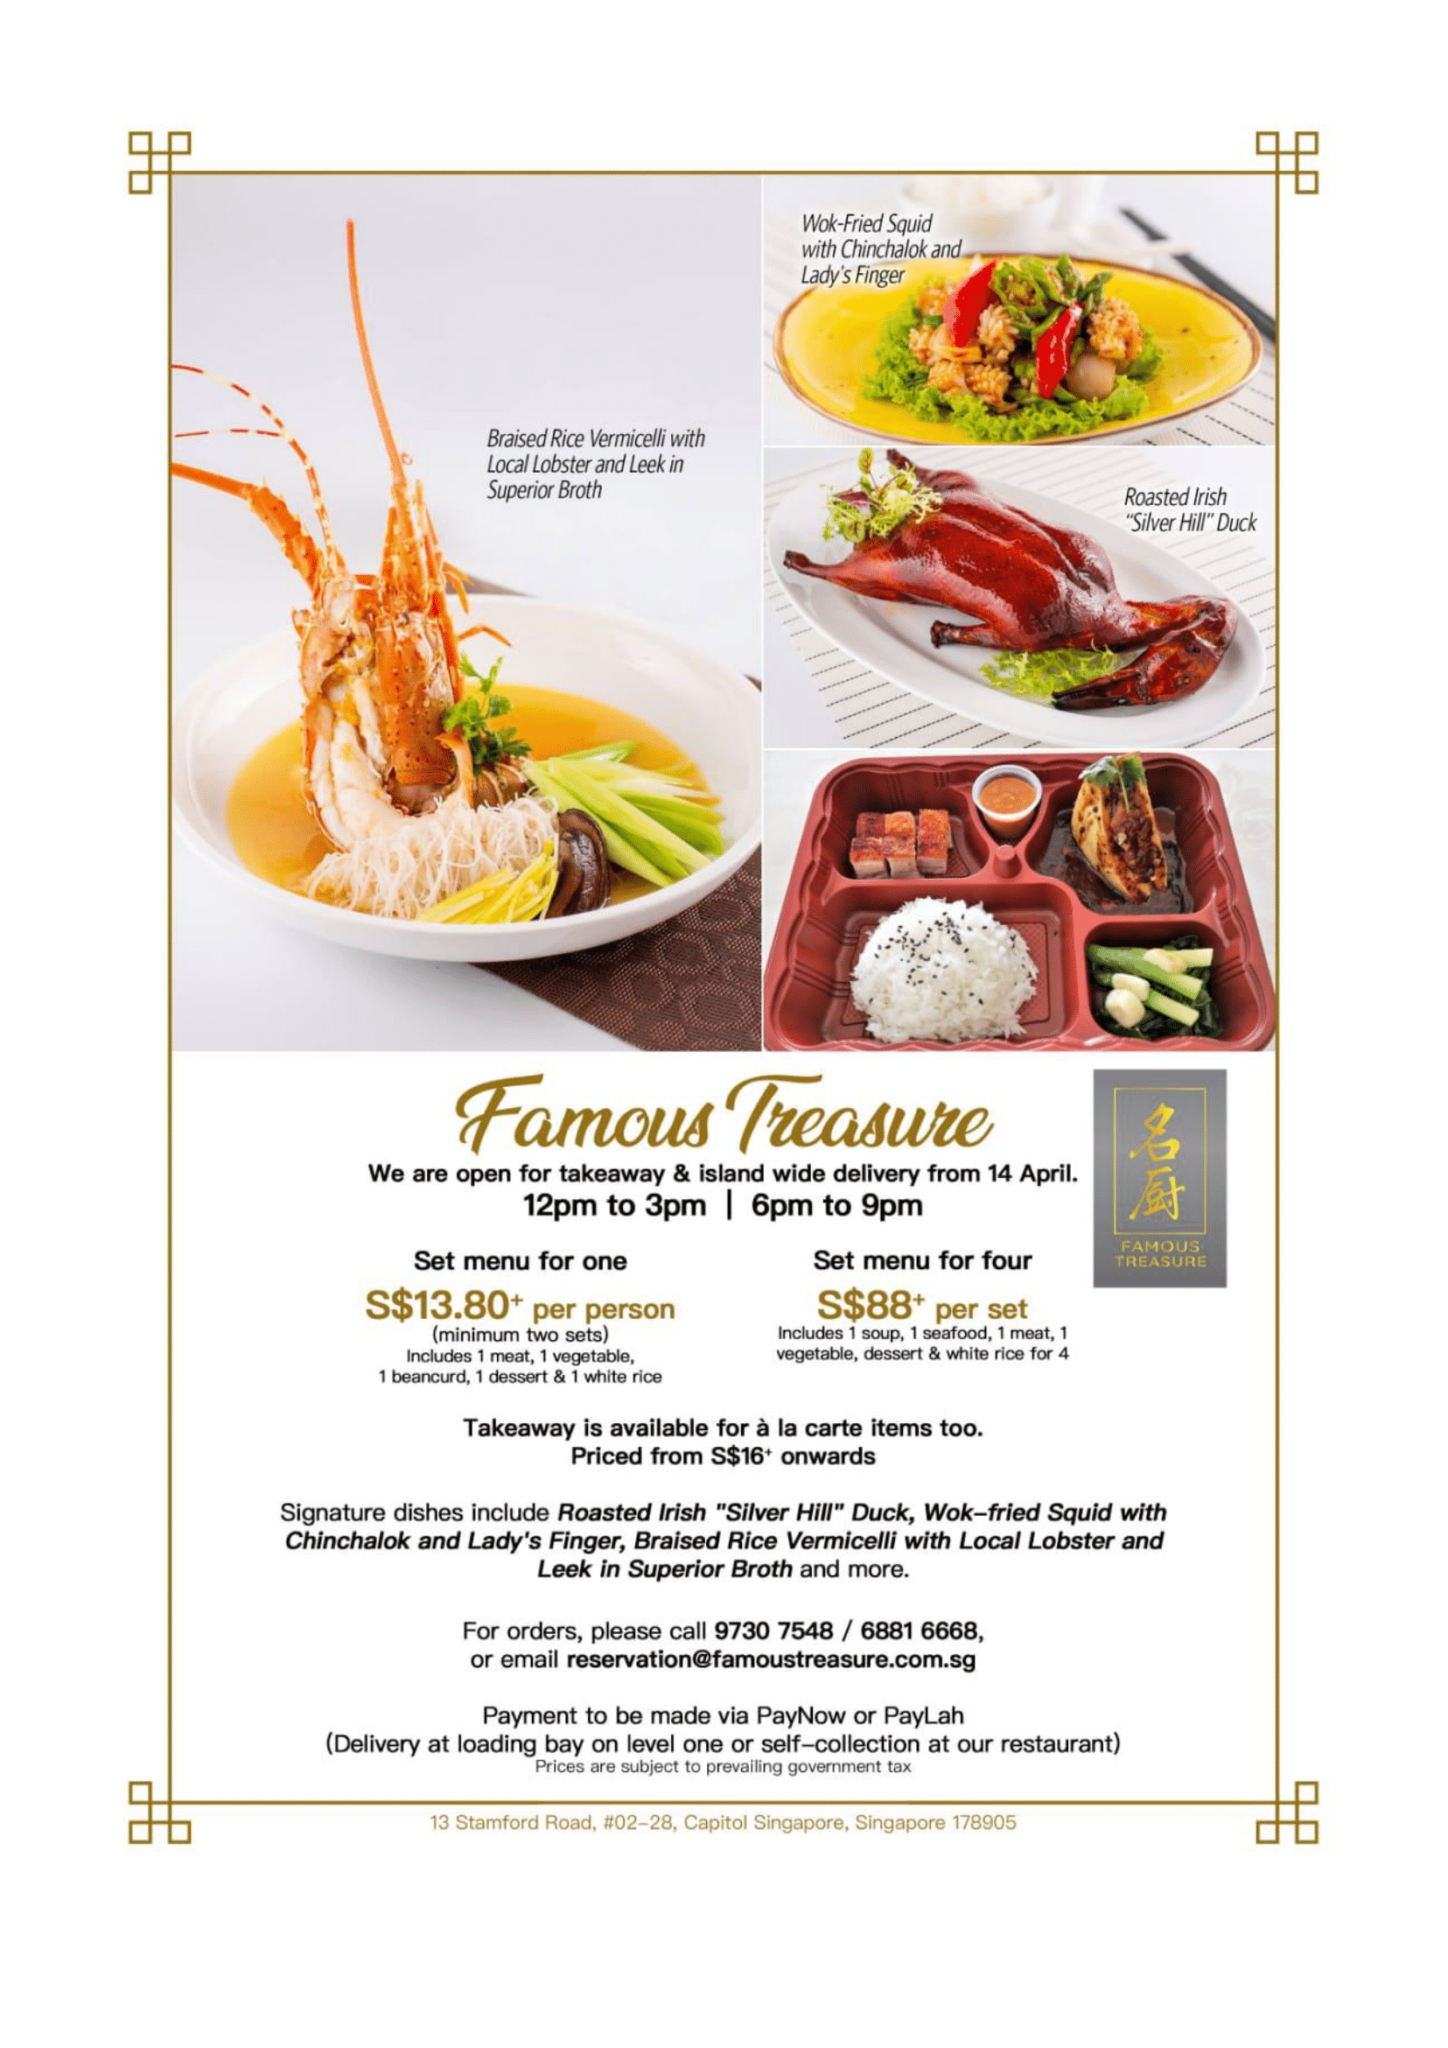 Wok-Fried Squid
with Chinchalok and
Lady's Finger
Braised Rice Vermicelli with
Local Lobster and Leek in
Superior Broth
Roasted Irish
“Silver Hill” Duck
Famous Treasure
名
厨
FAMOUS
TREASURE
We are open for takeaway & island wide delivery from 14 April.
12pm to 3pm | 6pm to 9pm
Set menu for one
S$13.80+ per person
(minimum two sets)
Includes 1 meat, 1 vegetable,
1 beancurd, 1 dessert & 1 white rice
Set menu for four
S$88+ per set
Includes 1 soup, 1 seafood, 1 meat, 1
vegetable, dessert & white rice for 4
Takeaway is available for à la carte items too.
Priced from S$16+ onwards
Signature dishes include Roasted Irish "Silver Hill" Duck, Wok-fried Squid with
Chinchalok and Lady's Finger, Braised Rice Vermicelli with Local Lobster and
Leek in Superior Broth and more.
For orders, please call 9730 7548 / 6881 6668,
or email reservation@famoustreasure.com.sg
Payment to be made via PayNow or PayLah
(Delivery at loading bay on level one or self-collection at our restaurant)
Prices are subject to prevailing government tax
13 Stamford Road, #02-28, Capitol Singapore, Singapore 178905